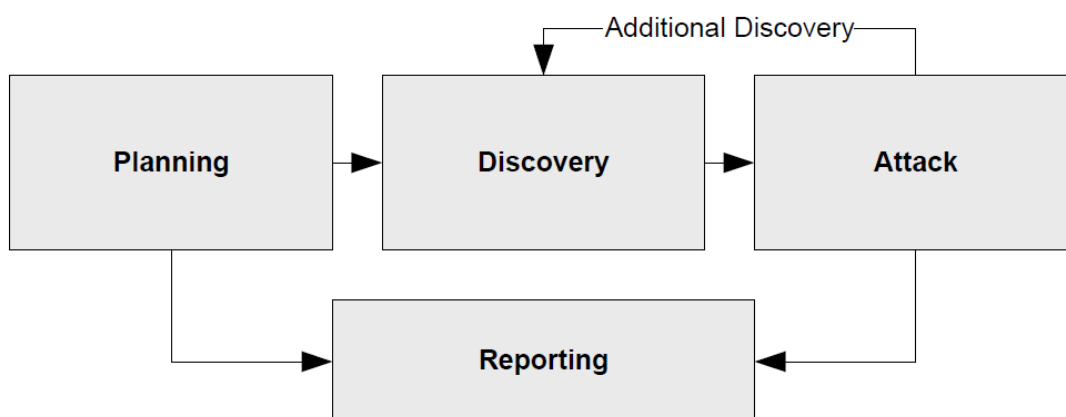 Additional Discovery
Planning
Discovery
Attack
Reporting